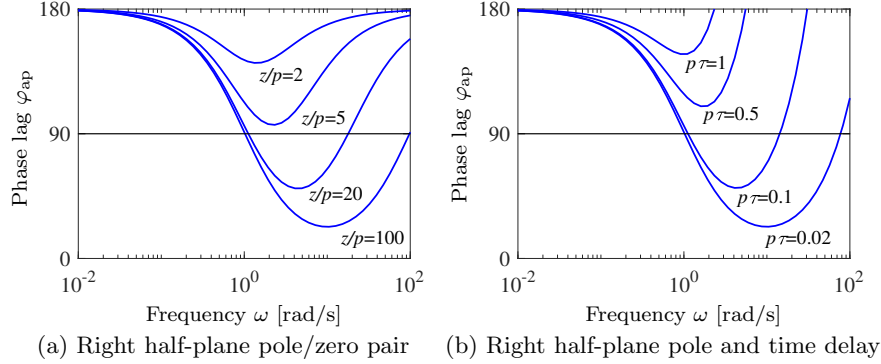 180
90
0
Phase lag φap
z/p=2
z/p=5
z/p=20
z/p=100
10^-2
10^0
10^2
Frequency ω [rad/s]
(a) Right half-plane pole/zero pair
180
90
0
Phase lag φap
pτ=1
pτ=0.5
pτ=0.1
pτ=0.02
10^-2
10^0
10^2
Frequency ω [rad/s]
(b) Right half-plane pole and time delay